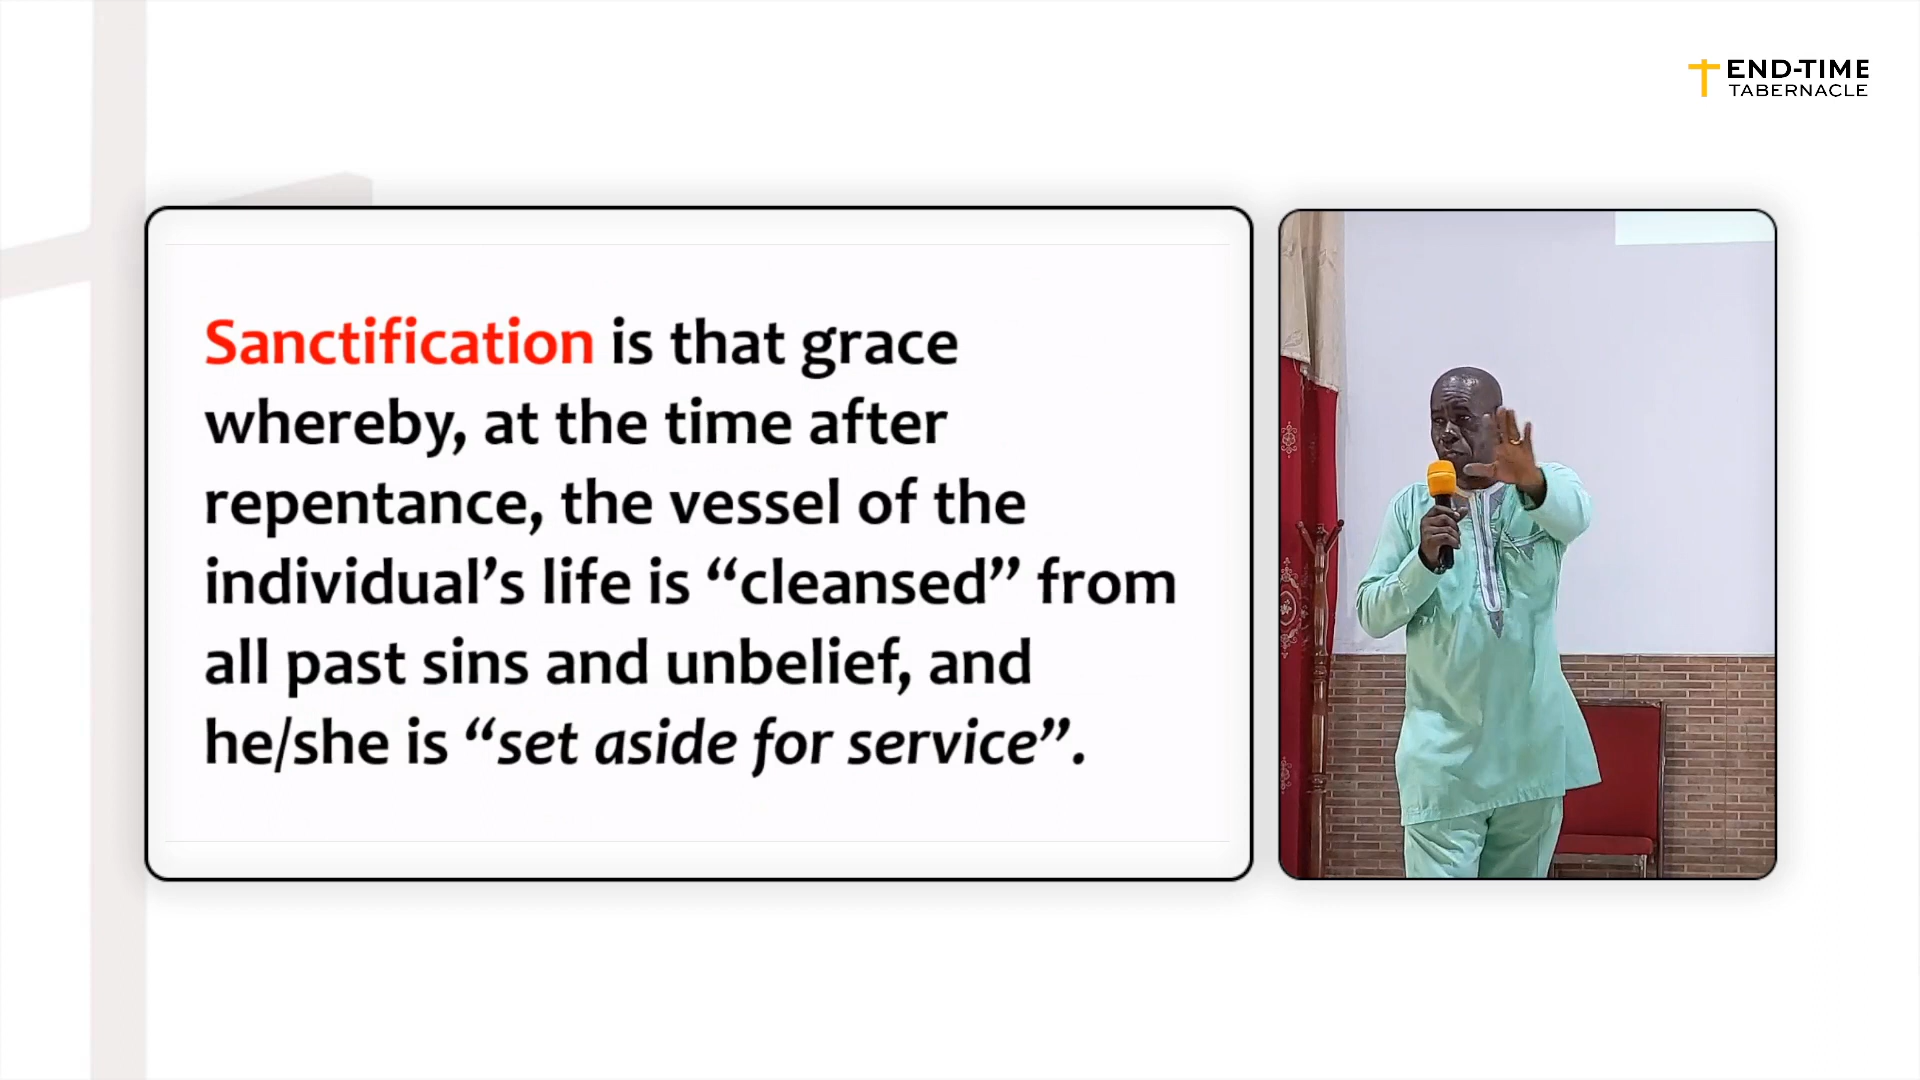 END-TIME
TABERNACLE
Sanctification is that grace
whereby, at the time after
repentance, the vessel of the
individual’s life is “cleansed” from
all past sins and unbelief, and
he/she is “set aside for service”.